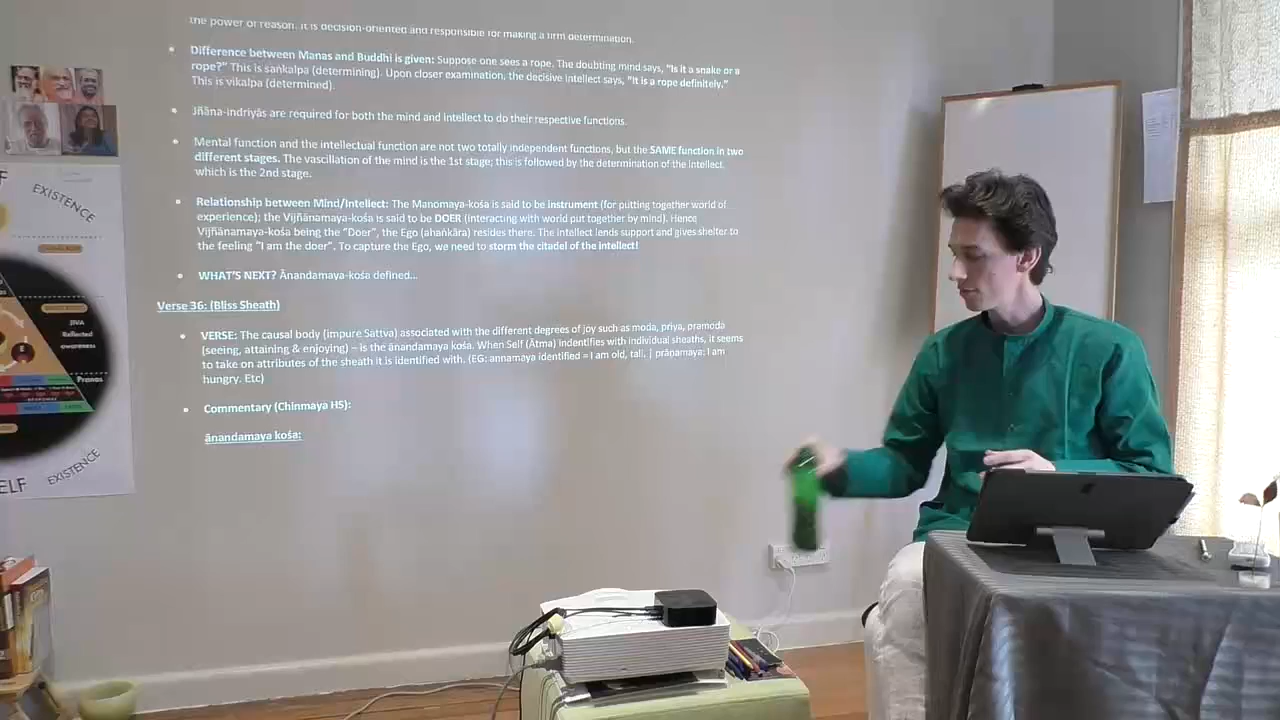 the power of reason. It is decision-oriented and responsible for making a firm determination.
Difference between Manas and Buddhi is given: Suppose one sees a rope. The doubting mind says, "Is it a snake or a
rope?" This is saṅkalpa (determining). Upon closer examination, the decisive intellect says, "It is a rope definitely."
This is vikalpa (determined).
Jñāna-indriyās are required for both the mind and intellect to do their respective functions.
Mental function and the intellectual function are not two totally independent functions, but the SAME function in two
different stages. The vascillation of the mind is the 1st stage; this is followed by the determination of the intellect,
which is the 2nd stage.
Relationship between Mind/Intellect: The Manomaya-kośa is said to be instrument (for putting together world of
experience); the Vijñānamaya-kośa is said to be DOER (interacting with world put together by mind). Hence
Vijñānamaya-kośa being the "Doer", the Ego (ahaṅkāra) resides there. The intellect lends support and gives shelter to
the feeling "I am the doer". To capture the Ego, we need to storm the citadel of the intellect!
WHAT'S NEXT? Ānandamaya-kośa defined...
Verse 36: (Bliss Sheath)
VERSE: The causal body (impure Sattva) associated with the different degrees of joy such as moda, priya, pramoda
(seeing, attaining & enjoying) – is the ānandamaya kośa. When Self (Ātma) indentifies with individual sheaths, it seems
to take on attributes of the sheath it is identified with. (EG: annamaya identified = I am old, tall, | prāṇamaya: I am
hungry. Etc)
Commentary (Chinmaya HS):
ānandamaya kośa:
EXISTENCE
JIVA
Reflected
awareness
Pranas
EXISTENCE
ELF